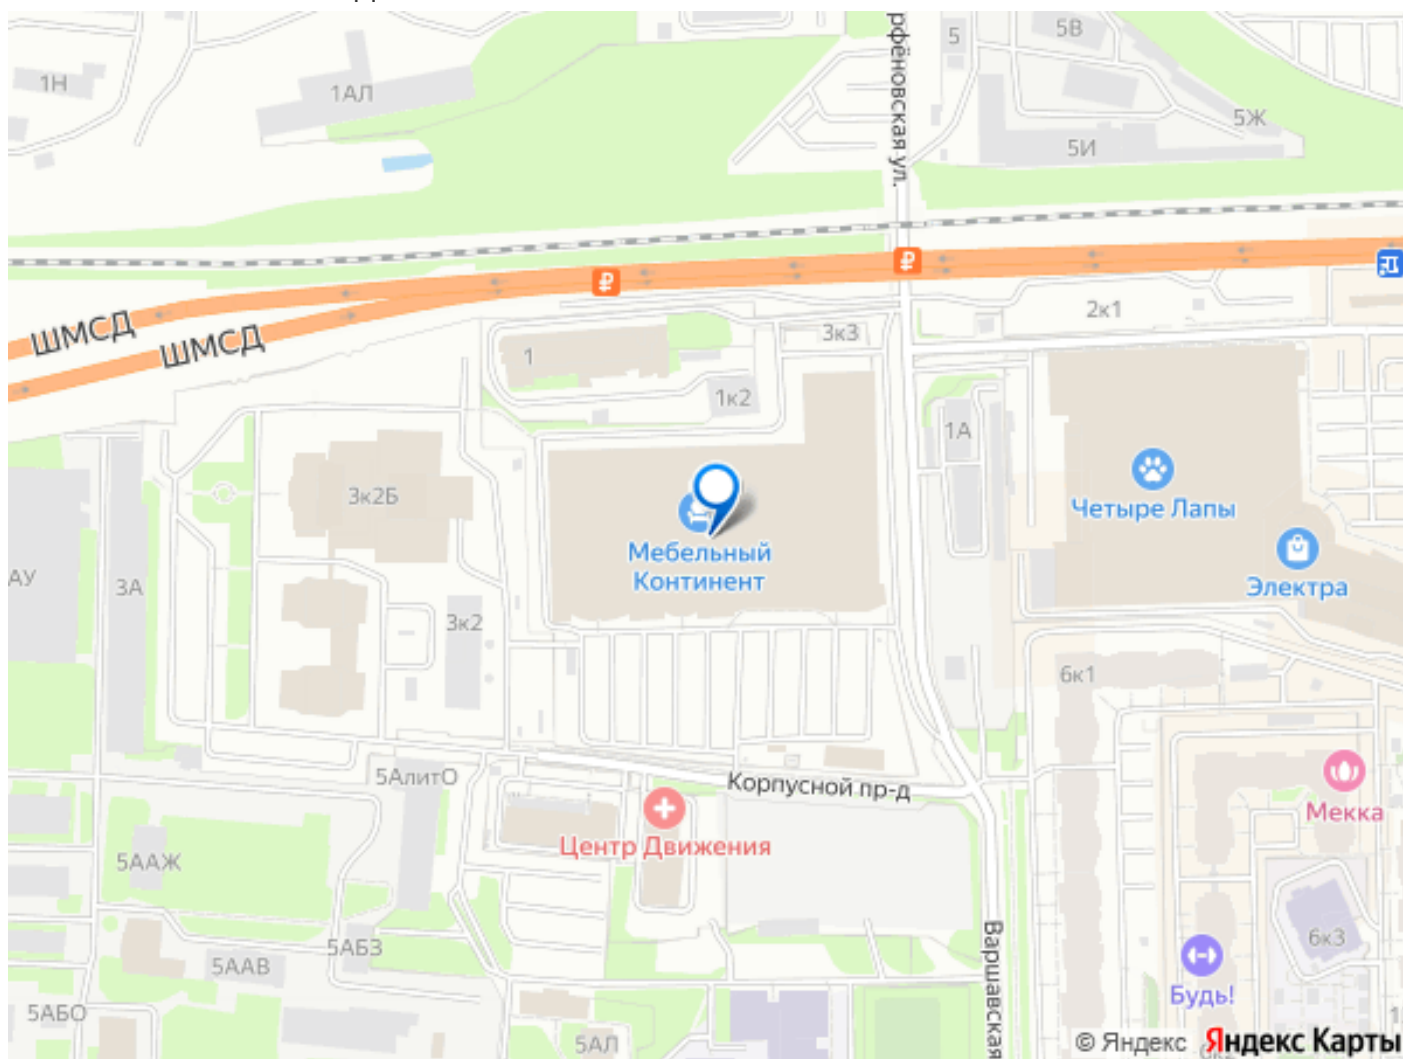 рфёновская ул.
5
5В
1Н
1АЛ
5Ж
5И
ШМСД
ШМСД
2к1
3к3
1
1к2
1А
3к2Б
Четыре Лапы
Мебельный
Континент
Электра
АУ
3А
3к2
6к1
5АлитО
Корпусной пр-д
Мекка
Центр Движения
5ААЖ
Варшавская
6к3
5АБЗ
5ААВ
Будь!
5АБО
5АЛ
1
© Яндекс Яндекс Карты